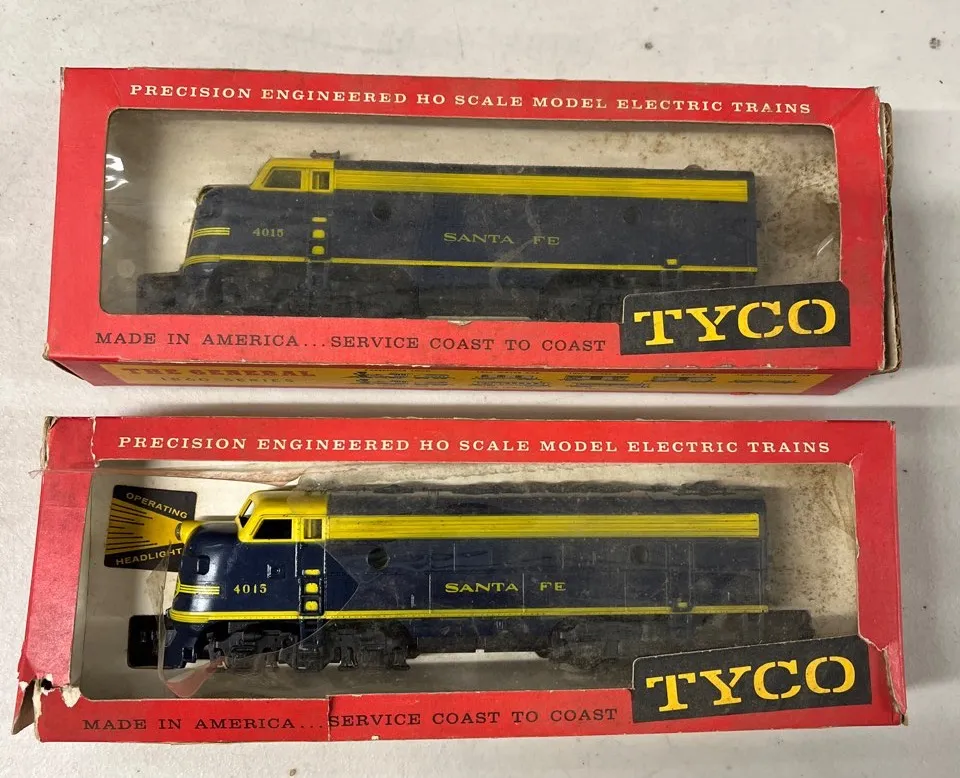 PRECISION ENGINEERED HO SCALE MODEL ELECTRIC TRAINS
4015
SANTA FE
TYCO
MADE IN AMERICA...SERVICE COAST TO COAST
THE GENERAL
1860 SERIES
PRECISION ENGINEERED HO SCALE MODEL ELECTRIC TRAINS
OPERATING
HEADLIGHT
4015
SANTA FE
TYCO
MADE IN AMERICA...SERVICE COAST TO COAST